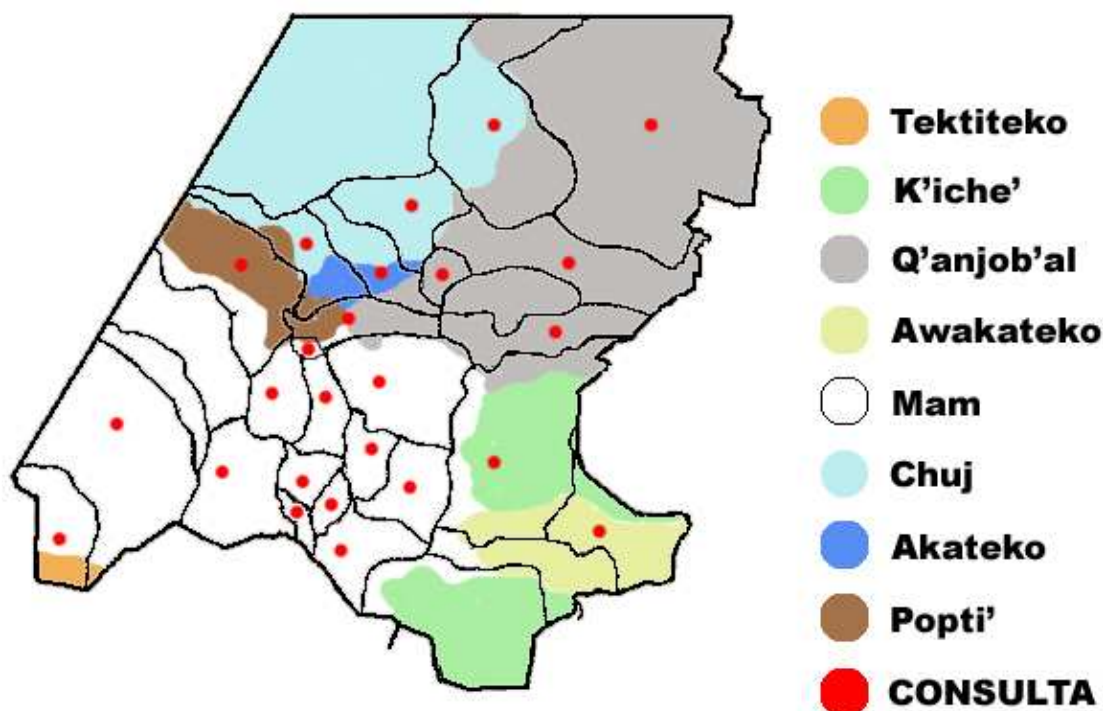 Tektiteko
K'iche'
Q'anjob'al
Awakateko
Mam
Chuj
Akateko
Popti'
CONSULTA